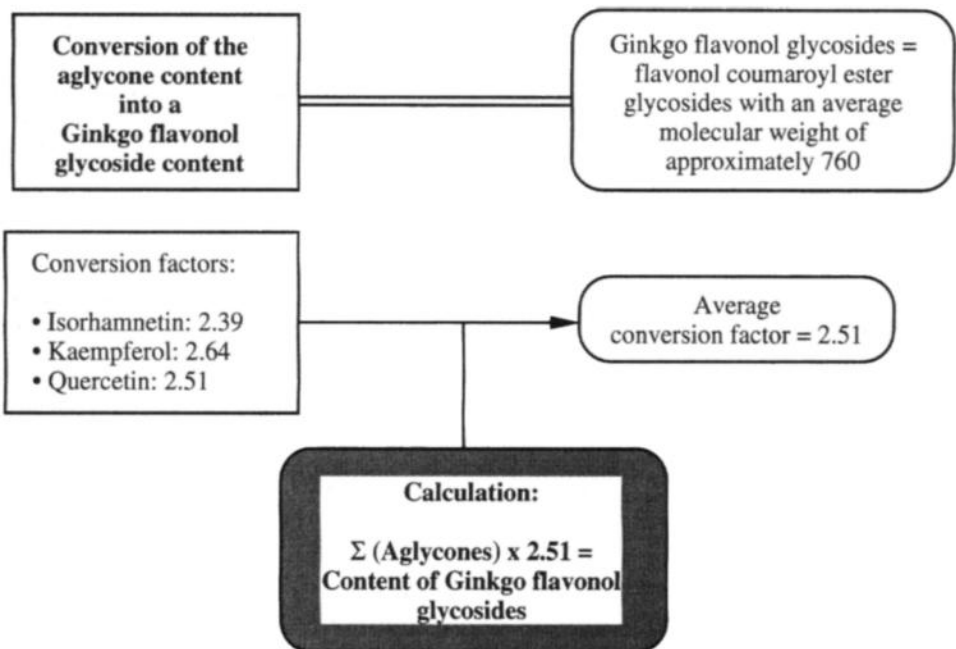 Conversion of the
aglycone content
into a
Ginkgo flavonol
glycoside content
Ginkgo flavonol glycosides =
flavonol coumaroyl ester
glycosides with an average
molecular weight of
approximately 760
Conversion factors:
• Isorhamnetin: 2.39
• Kaempferol: 2.64
• Quercetin: 2.51
Average
conversion factor = 2.51
Calculation:
Σ (Aglycones) x 2.51 =
Content of Ginkgo flavonol
glycosides